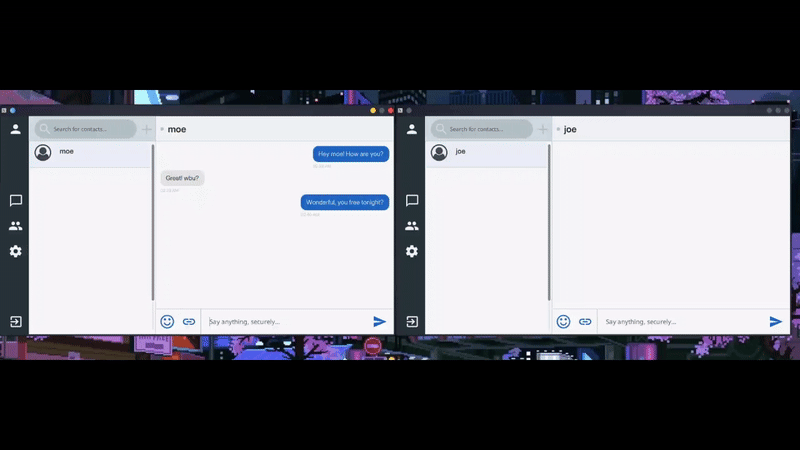 Search for contacts...
moe
moe
Hey moe! How are you?
Great! wbu?
Wonderful, you free tonight?
Say anything, securely...
Search for contacts...
joe
joe
Say anything, securely...